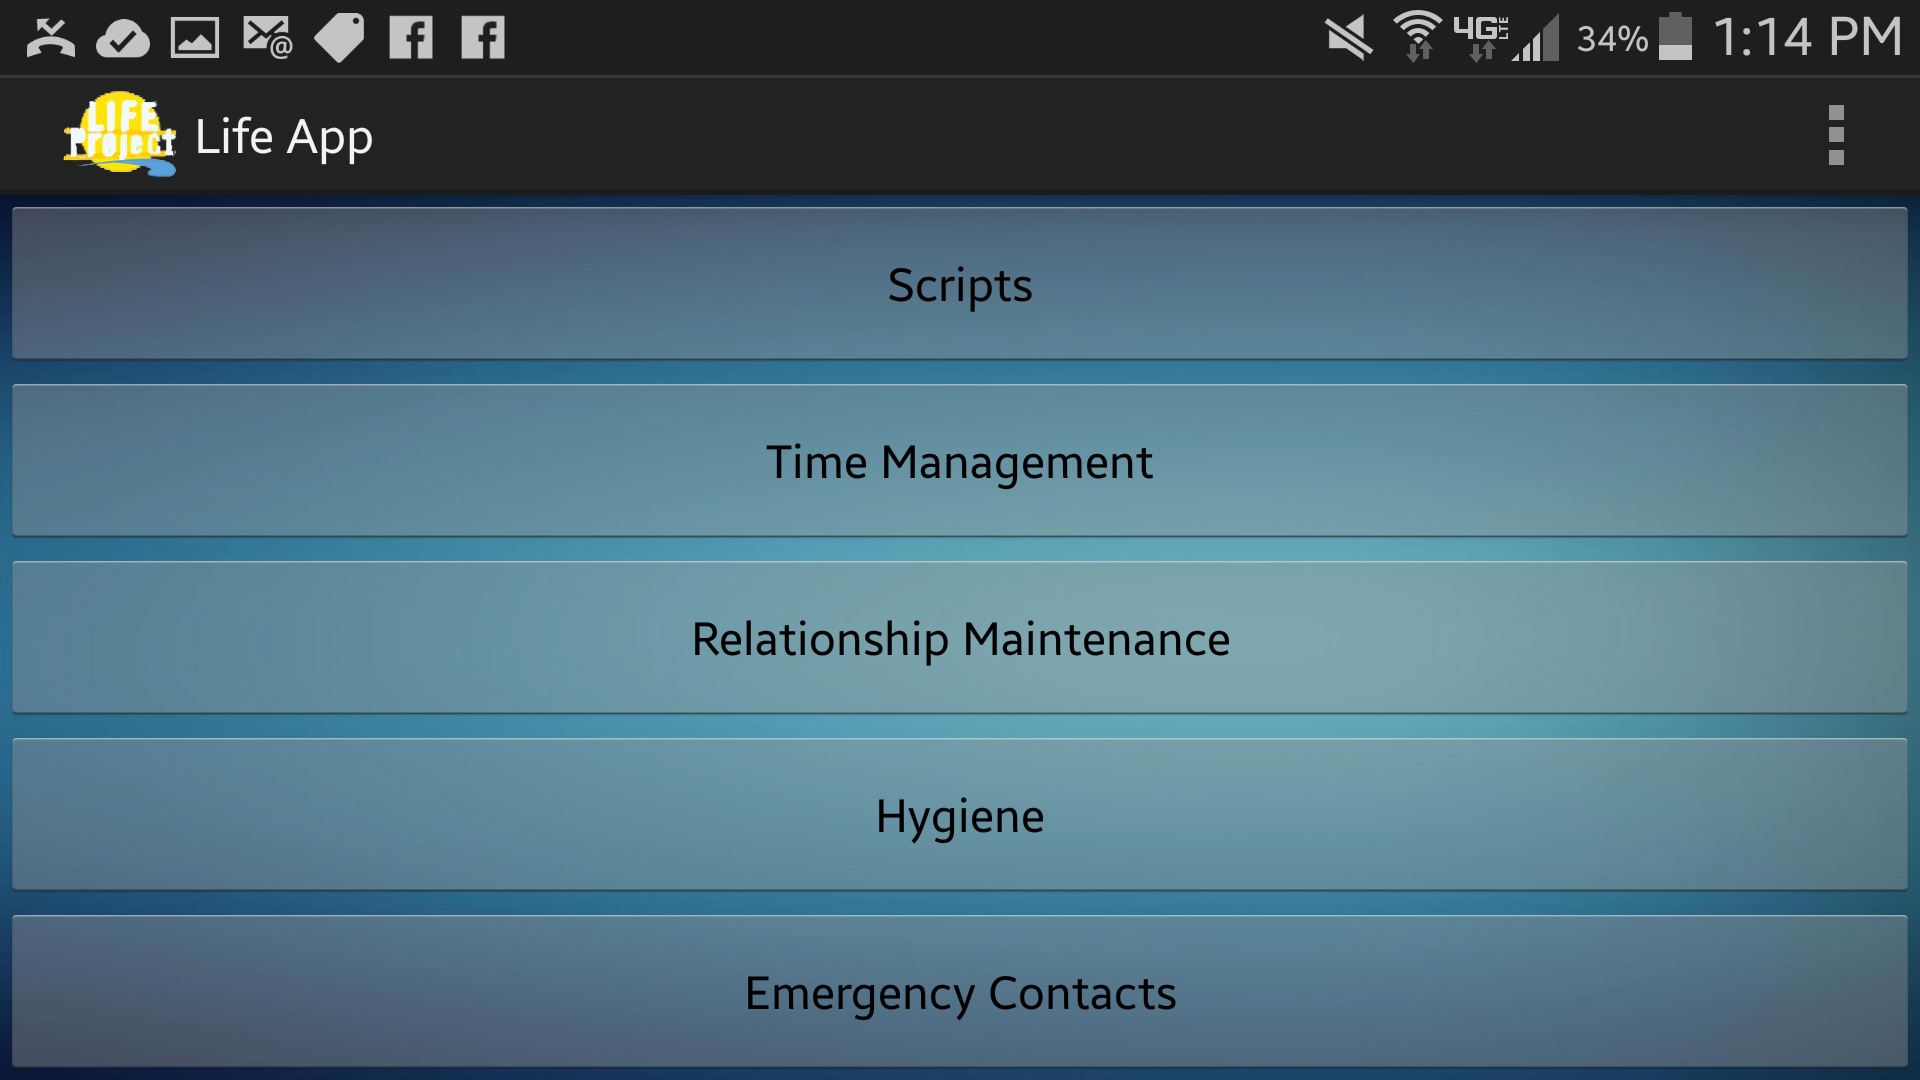 4G LTE 34% 1:14 PM
LIFE
Project
Life App
Scripts
Time Management
Relationship Maintenance
Hygiene
Emergency Contacts